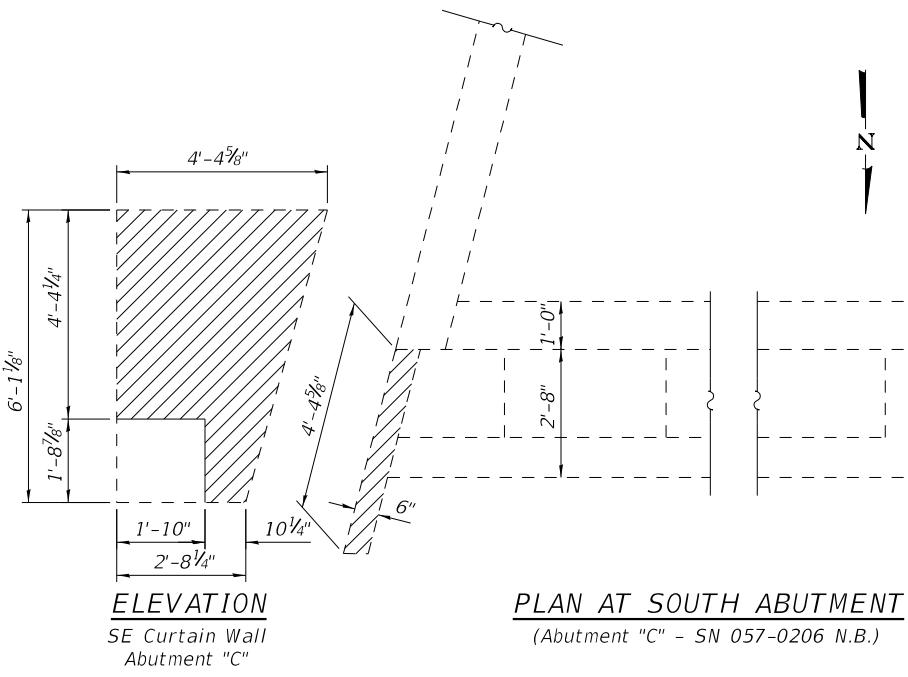 4'-4⅝"
4'-4¼"
6'-1⅛"
1'-8⅞"
1'-10"
10¼"
2'-8¼"
ELEVATION
SE Curtain Wall
Abutment "C"
4'-4⅝"
6"
1'-0"
2'-8"
N
PLAN AT SOUTH ABUTMENT
(Abutment "C" - SN 057-0206 N.B.)